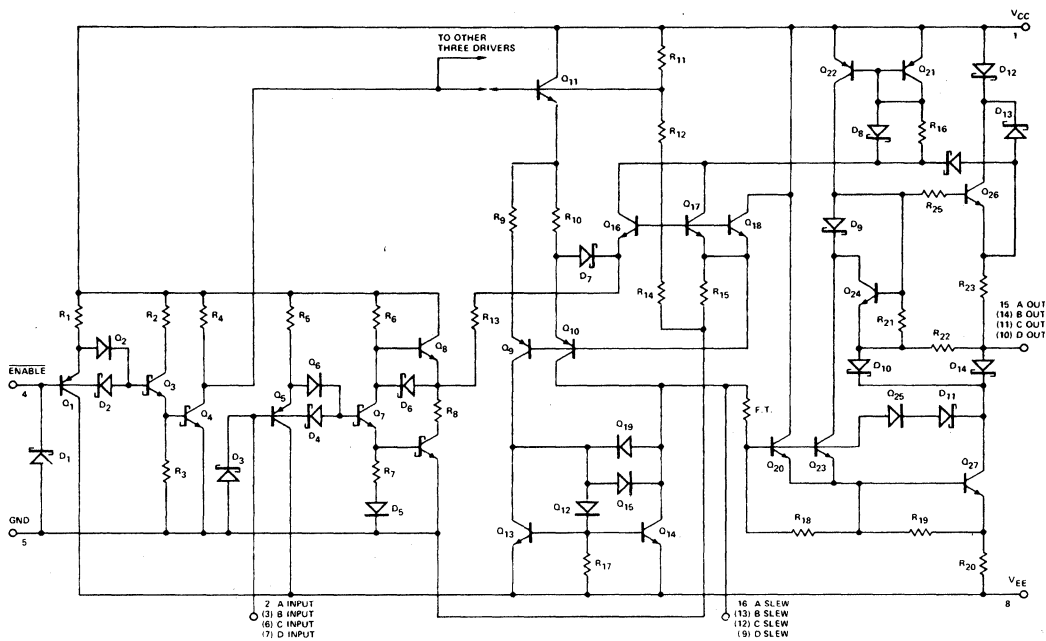 VCC
1
TO OTHER
THREE DRIVERS
R11
Q11
Q22
Q21
D12
D13
D8
R16
R12
R9
R10
Q16
Q17
Q18
R25
Q26
D9
D7
R14
R15
Q24
R21
R23
15 A OUT
(14) B OUT
(11) C OUT
(10) D OUT
R22
D10
D14
R1
Q2
R2
R4
R5
R6
Q8
R13
Q9
Q10
ENABLE
4
Q1
D2
Q3
Q4
Q6
Q5
D4
Q7
D6
R8
F.T.
Q25
D11
Q19
Q20
Q23
D1
R3
D3
R7
Q15
Q27
D5
Q12
GND
5
Q13
Q14
R17
R18
R19
R20
VEE
8
2 A INPUT
(3) B INPUT
(6) C INPUT
(7) D INPUT
16 A SLEW
(13) B SLEW
(12) C SLEW
(9) D SLEW